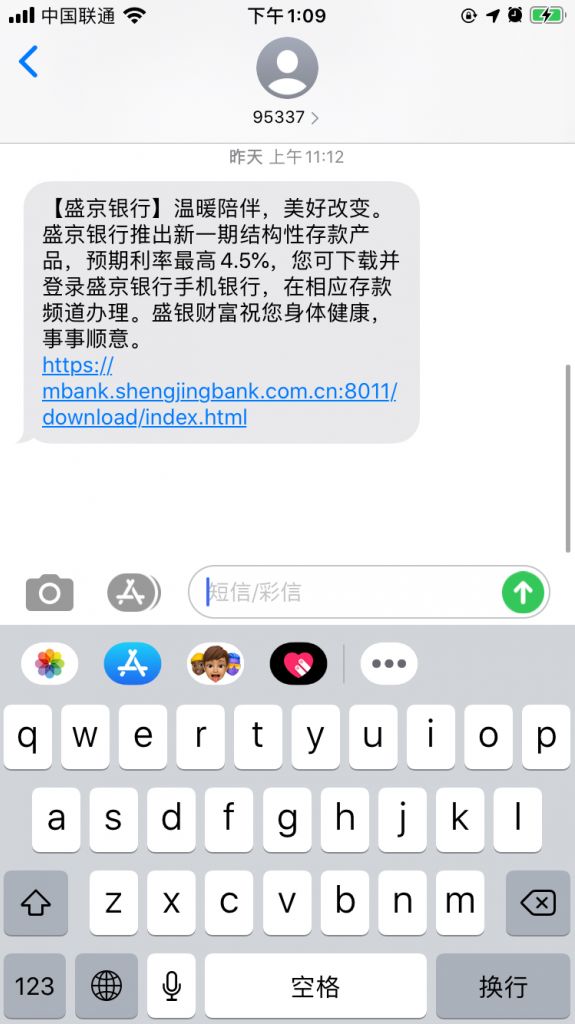 中国联通 下午1:09
95337
昨天 上午11:12
【盛京银行】温暖陪伴，美好改变。
盛京银行推出新一期结构性存款产
品，预期利率最高4.5%，您可下载并
登录盛京银行手机银行，在相应存款
频道办理。盛银财富祝您身体健康，
事事顺意。
https://
mbank.shengjingbank.com.cn:8011/
download/index.html
短信/彩信
q w e r t y u i o p
a s d f g h j k l
z x c v b n m
123 空格 换行